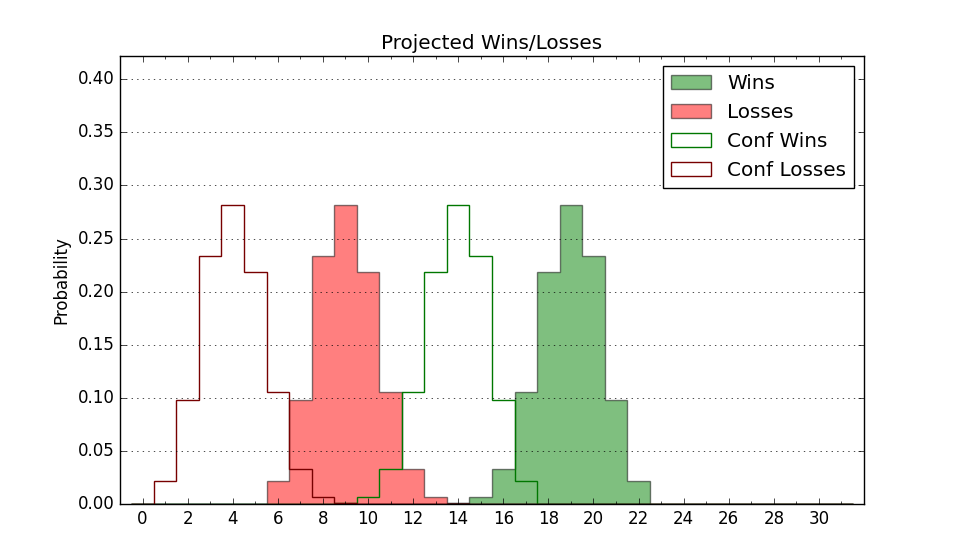 Projected Wins/Losses
0.40
0.35
0.30
0.25
0.20
0.15
0.10
0.05
0.00
Probability
Wins
Losses
Conf Wins
Conf Losses
0 2 4 6 8 10 12 14 16 18 20 22 24 26 28 30